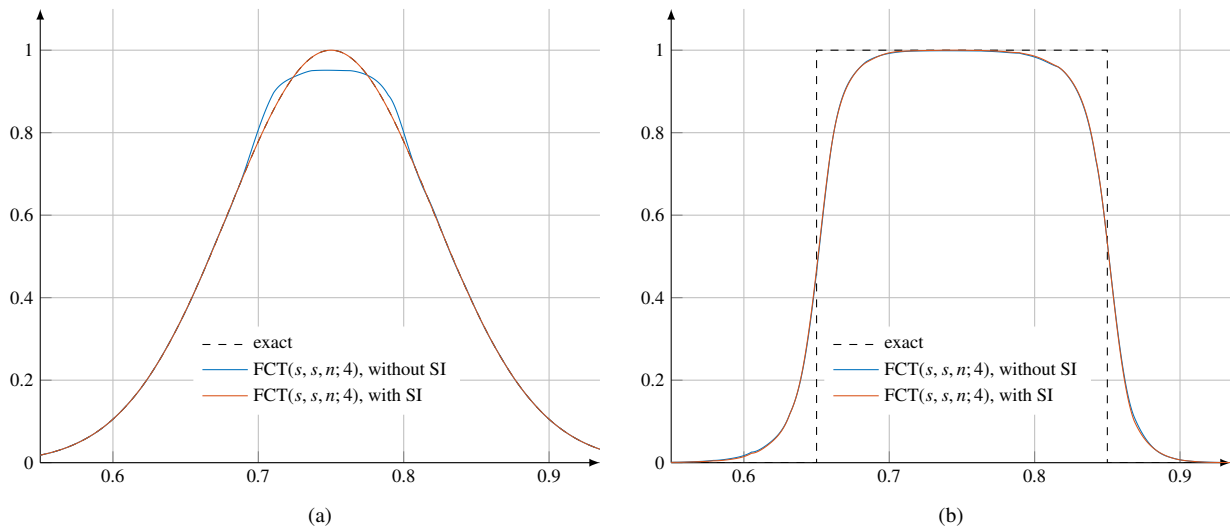 1
0.8
0.6
0.4
0.2
0
0.6 0.7 0.8 0.9
exact
FCT(s, s, n; 4), without SI
FCT(s, s, n; 4), with SI
(a)
1
0.8
0.6
0.4
0.2
0
0.6 0.7 0.8 0.9
exact
FCT(s, s, n; 4), without SI
FCT(s, s, n; 4), with SI
(b)